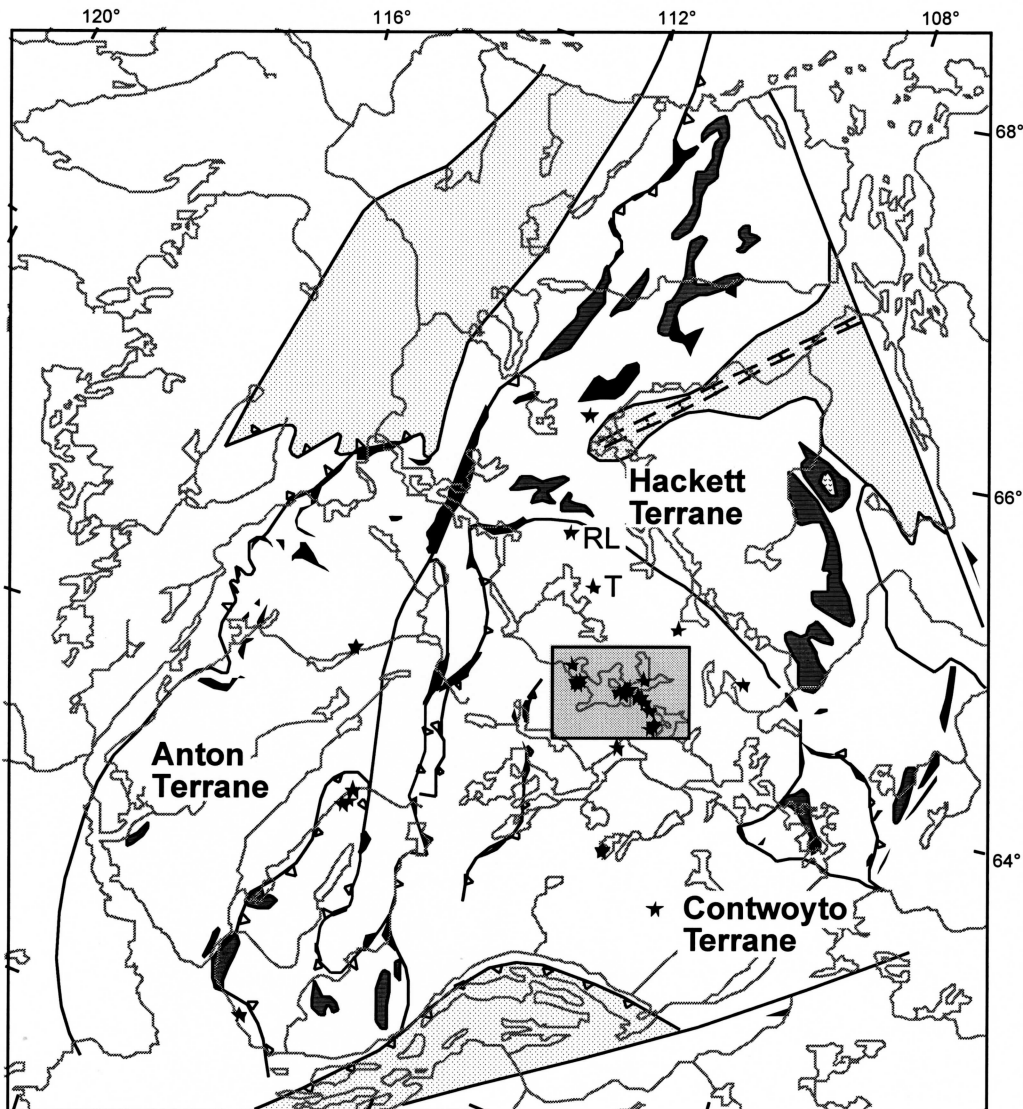 120°
116°
112°
108°
68°
Hackett
Terrane
66°
RL
T
Anton
Terrane
64°
Contwoyto
Terrane